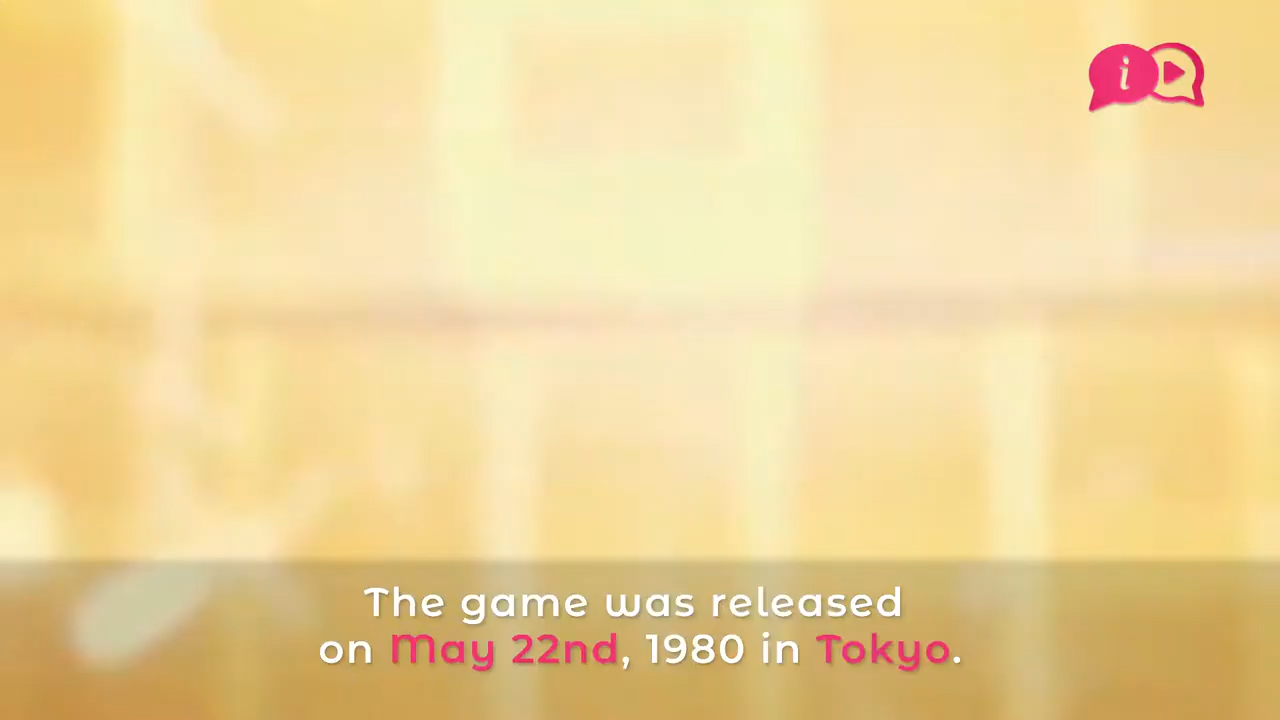 i
The game was released
on May 22nd, 1980 in Tokyo.